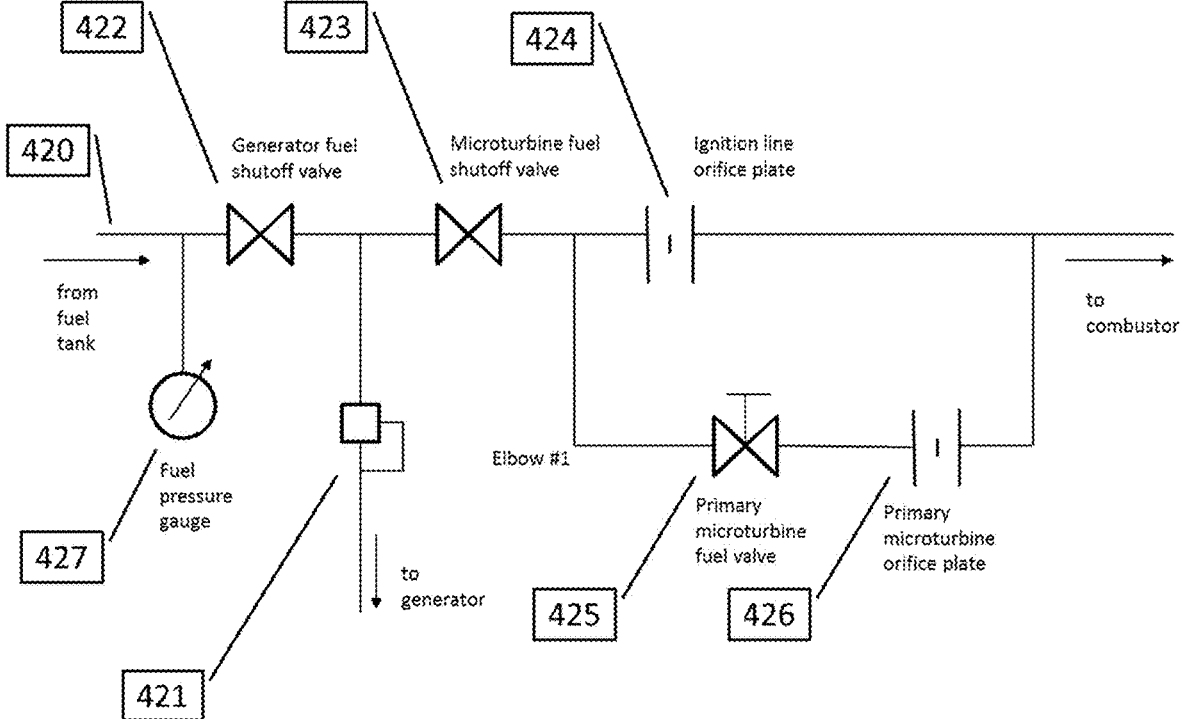 422
423
424
420
Generator fuel
shutoff valve
Microturbine fuel
shutoff valve
Ignition line
orifice plate
from
fuel
tank
to
combustor
Elbow #1
Fuel
pressure
gauge
Primary
microturbine
fuel valve
Primary
microturbine
orifice plate
427
to
generator
425
426
421